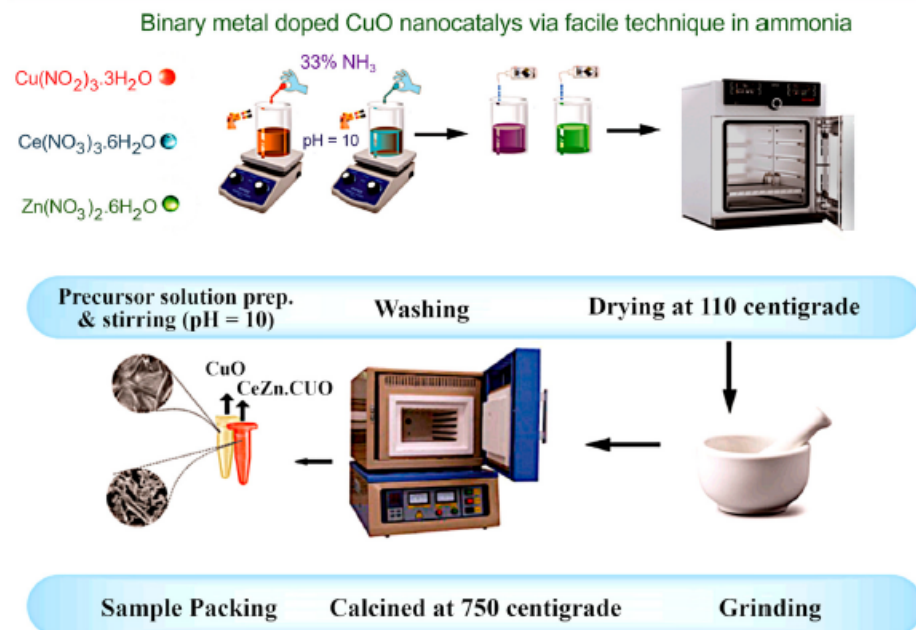 Binary metal doped CuO nanocatalys via facile technique in ammonia
33% NH₃
Cu(NO₂)₃.3H₂O
Ce(NO₃)₃.6H₂O
pH = 10
Zn(NO₃)₂.6H₂O
Precursor solution prep.
& stirring (pH = 10)
Washing
Drying at 110 centigrade
CuO
CeZn.CUO
Sample Packing
Calcined at 750 centigrade
Grinding